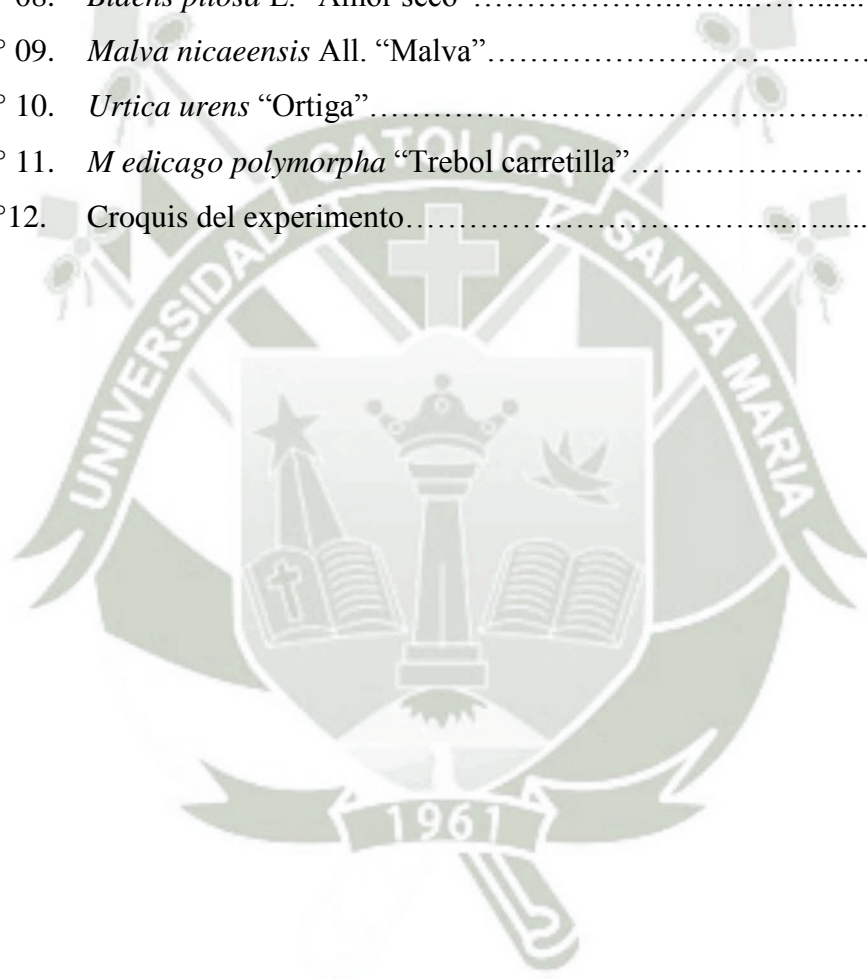 08. Bidens pilosa L. “Amor seco”……………………….……..…….....
° 09. Malva nicaeensis All. “Malva”………………….……......…..
° 10. Urtica urens “Ortiga”………………………………….…..……...
° 11. M edicago polymorpha “Trebol carretilla”…………………
°12. Croquis del experimento…………………………………...…......
UNIVERSIDAD CATOLICA SANTA MARIA
1961